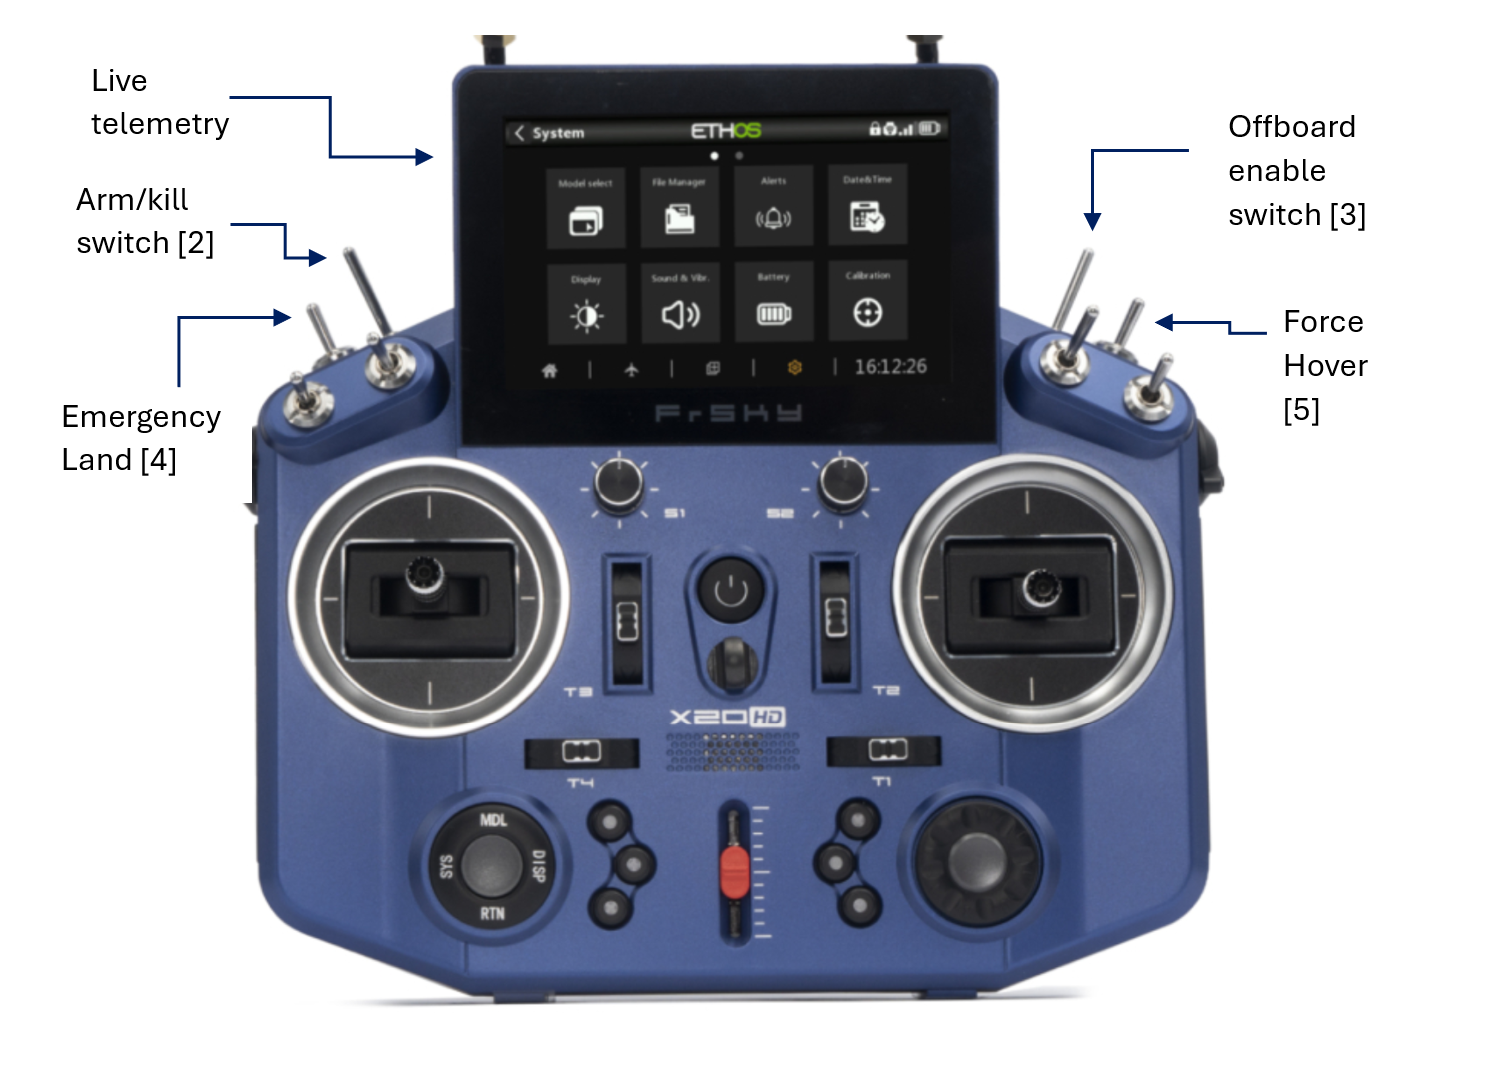 Live
telemetry
Arm/kill
switch [2]
Emergency
Land [4]
Offboard
enable
switch [3]
Force
Hover
[5]
System
ETHOS
Model select
File Manager
Alerts
Date&Time
Display
Sound & Vibr.
Battery
Calibration
16:12:26
FrSKY
S1
S2
T3
T2
X20 HD
T4
T1
MDL
SYS
DISP
RTN